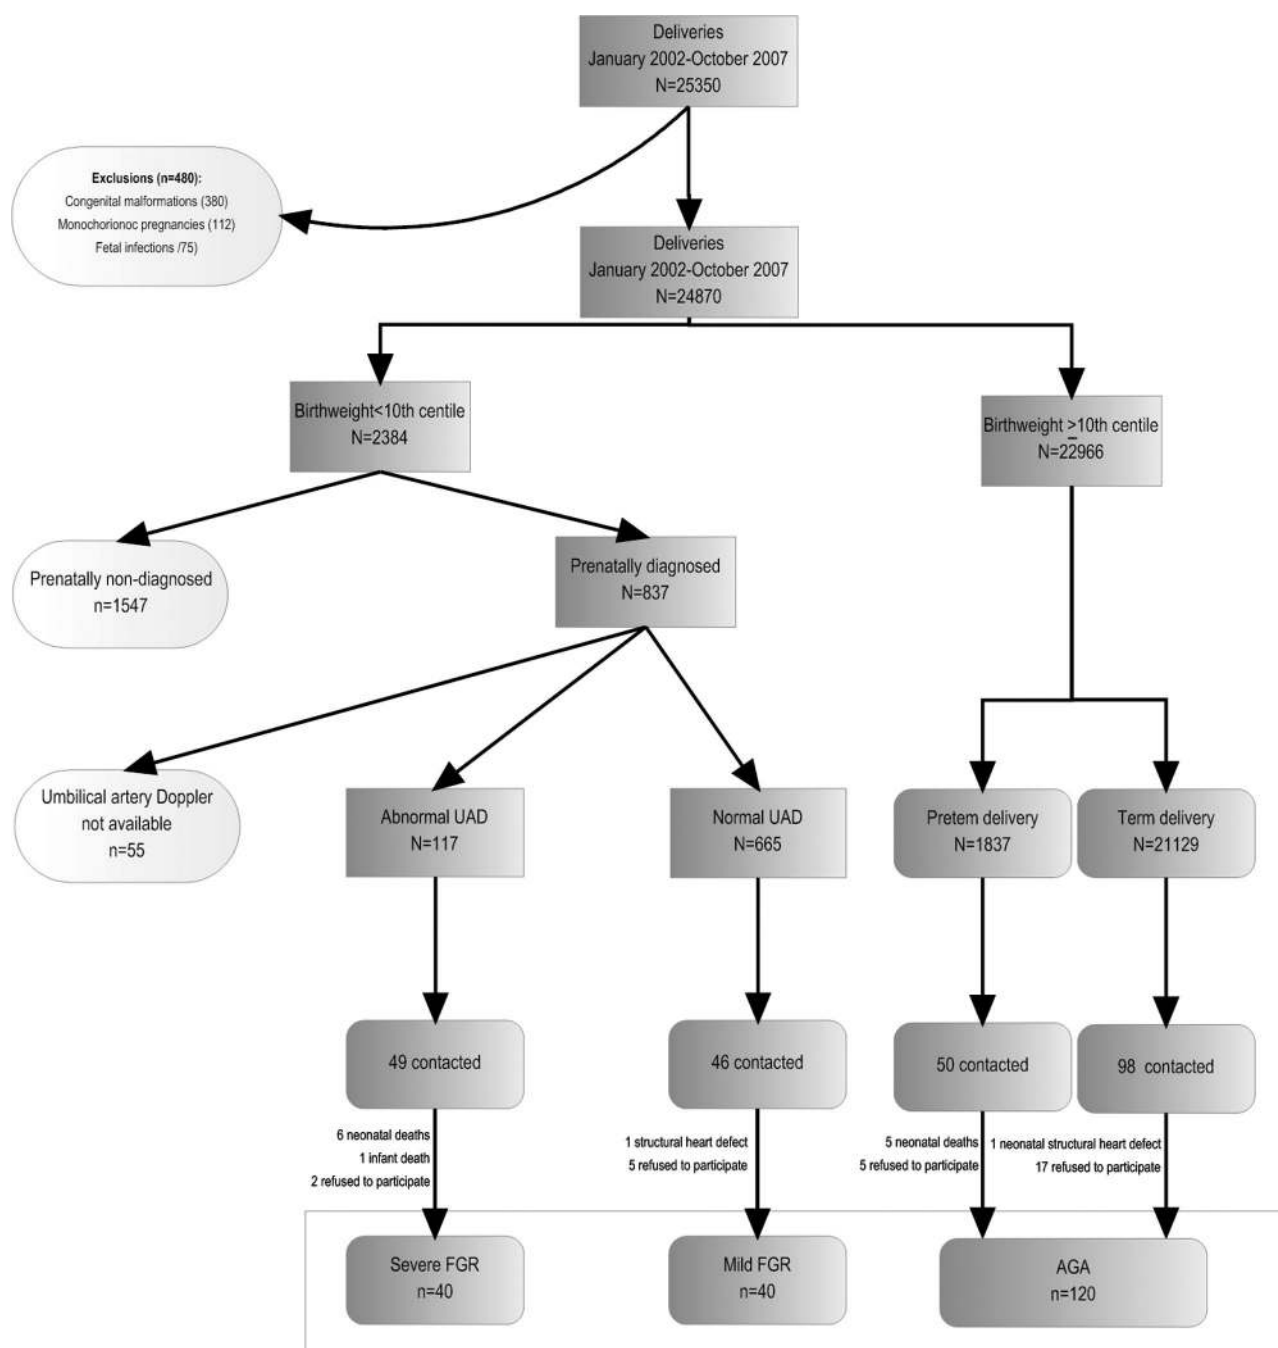 Deliveries
January 2002-October 2007
N=25350
Exclusions (n=480):
Congenital malformations (380)
Monochorionoc pregnancies (112)
Fetal infections /75)
Deliveries
January 2002-October 2007
N=24870
Birthweight<10th centile
N=2384
Birthweight ≥10th centile
N=22966
Prenatally non-diagnosed
n=1547
Prenatally diagnosed
N=837
Umbilical artery Doppler
not available
n=55
Abnormal UAD
N=117
Normal UAD
N=665
Pretem delivery
N=1837
Term delivery
N=21129
49 contacted
46 contacted
50 contacted
98 contacted
6 neonatal deaths
1 infant death
2 refused to participate
1 structural heart defect
5 refused to participate
5 neonatal deaths
5 refused to participate
1 neonatal structural heart defect
17 refused to participate
Severe FGR
n=40
Mild FGR
n=40
AGA
n=120